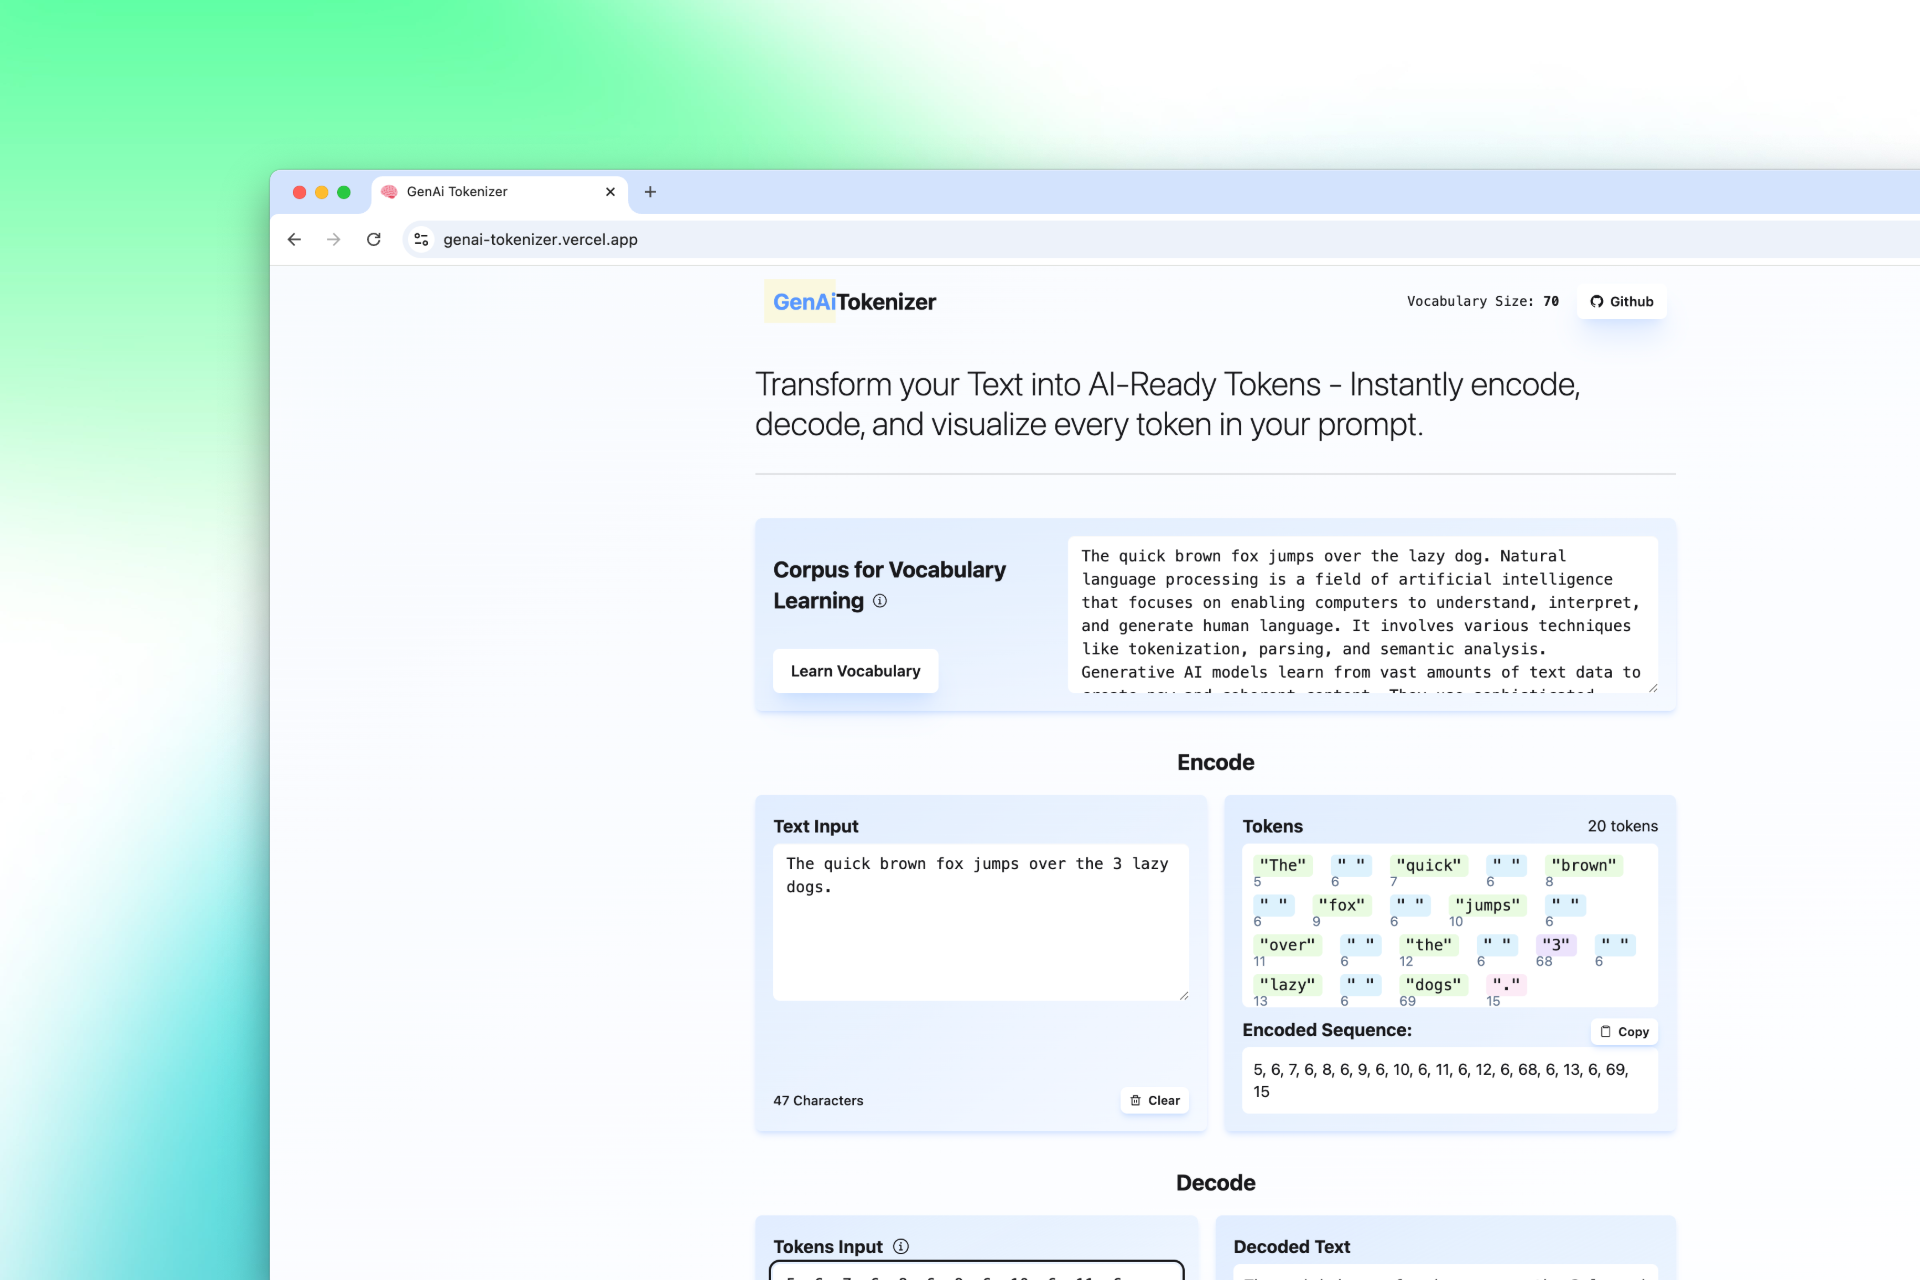 GenAi Tokenizer
genai-tokenizer.vercel.app
GenAiTokenizer
Vocabulary Size: 70
Github
Transform your Text into AI-Ready Tokens - Instantly encode,
decode, and visualize every token in your prompt.
Corpus for Vocabulary
Learning
Learn Vocabulary
The quick brown fox jumps over the lazy dog. Natural
language processing is a field of artificial intelligence
that focuses on enabling computers to understand, interpret,
and generate human language. It involves various techniques
like tokenization, parsing, and semantic analysis.
Generative AI models learn from vast amounts of text data to
Encode
Text Input
The quick brown fox jumps over the 3 lazy
dogs.
47 Characters
Clear
Tokens
20 tokens
"The" " " "quick" " " "brown"
5 6 7 6 8
" " "fox" " " "jumps" " "
6 9 6 10 6
"over" " " "the" " " "3" " "
11 6 12 6 68 6
"lazy" " " "dogs" "."
13 6 69 15
Encoded Sequence:
Copy
5, 6, 7, 6, 8, 6, 9, 6, 10, 6, 11, 6, 12, 6, 68, 6, 13, 6, 69,
15
Decode
Tokens Input
Decoded Text